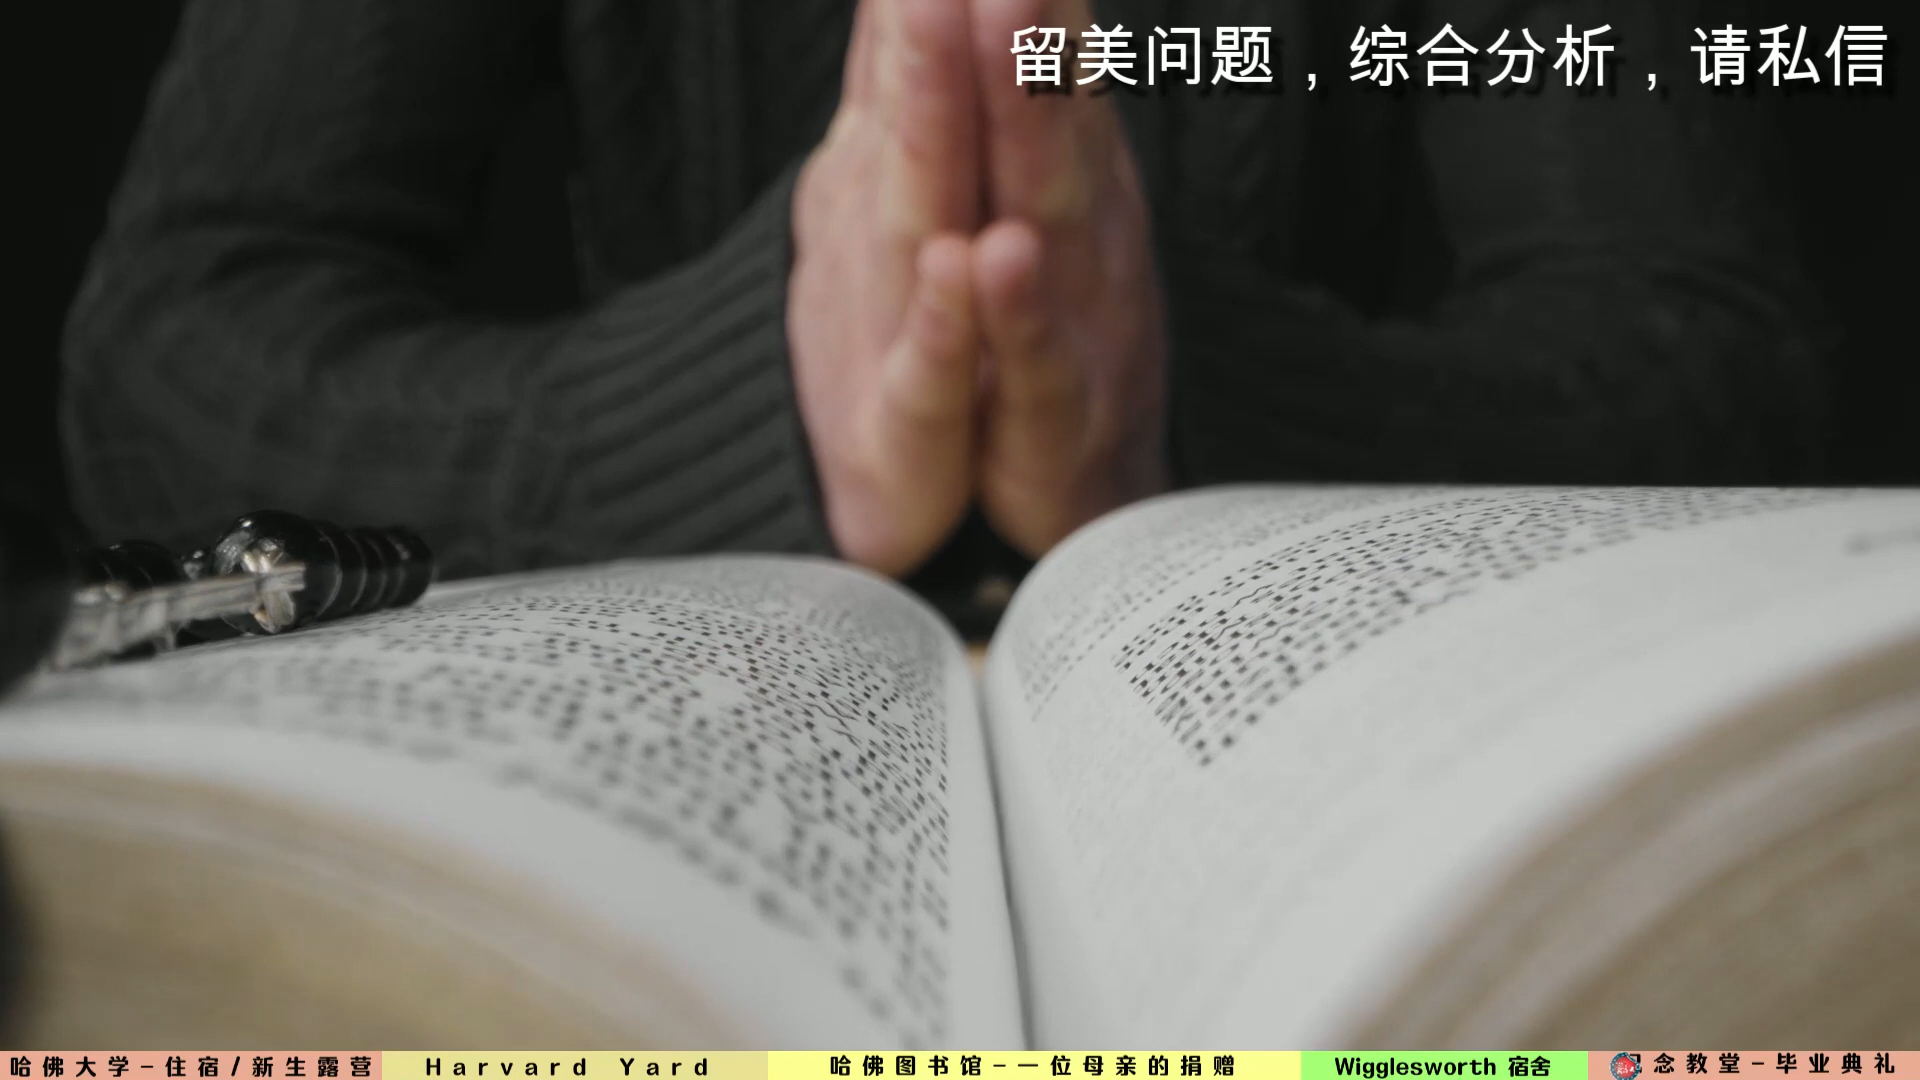 留美问题，综合分析，请私信
哈佛大学-住宿/新生露营
Harvard Yard
哈佛图书馆-一位母亲的捐赠
Wigglesworth 宿舍
念教堂-毕业典礼